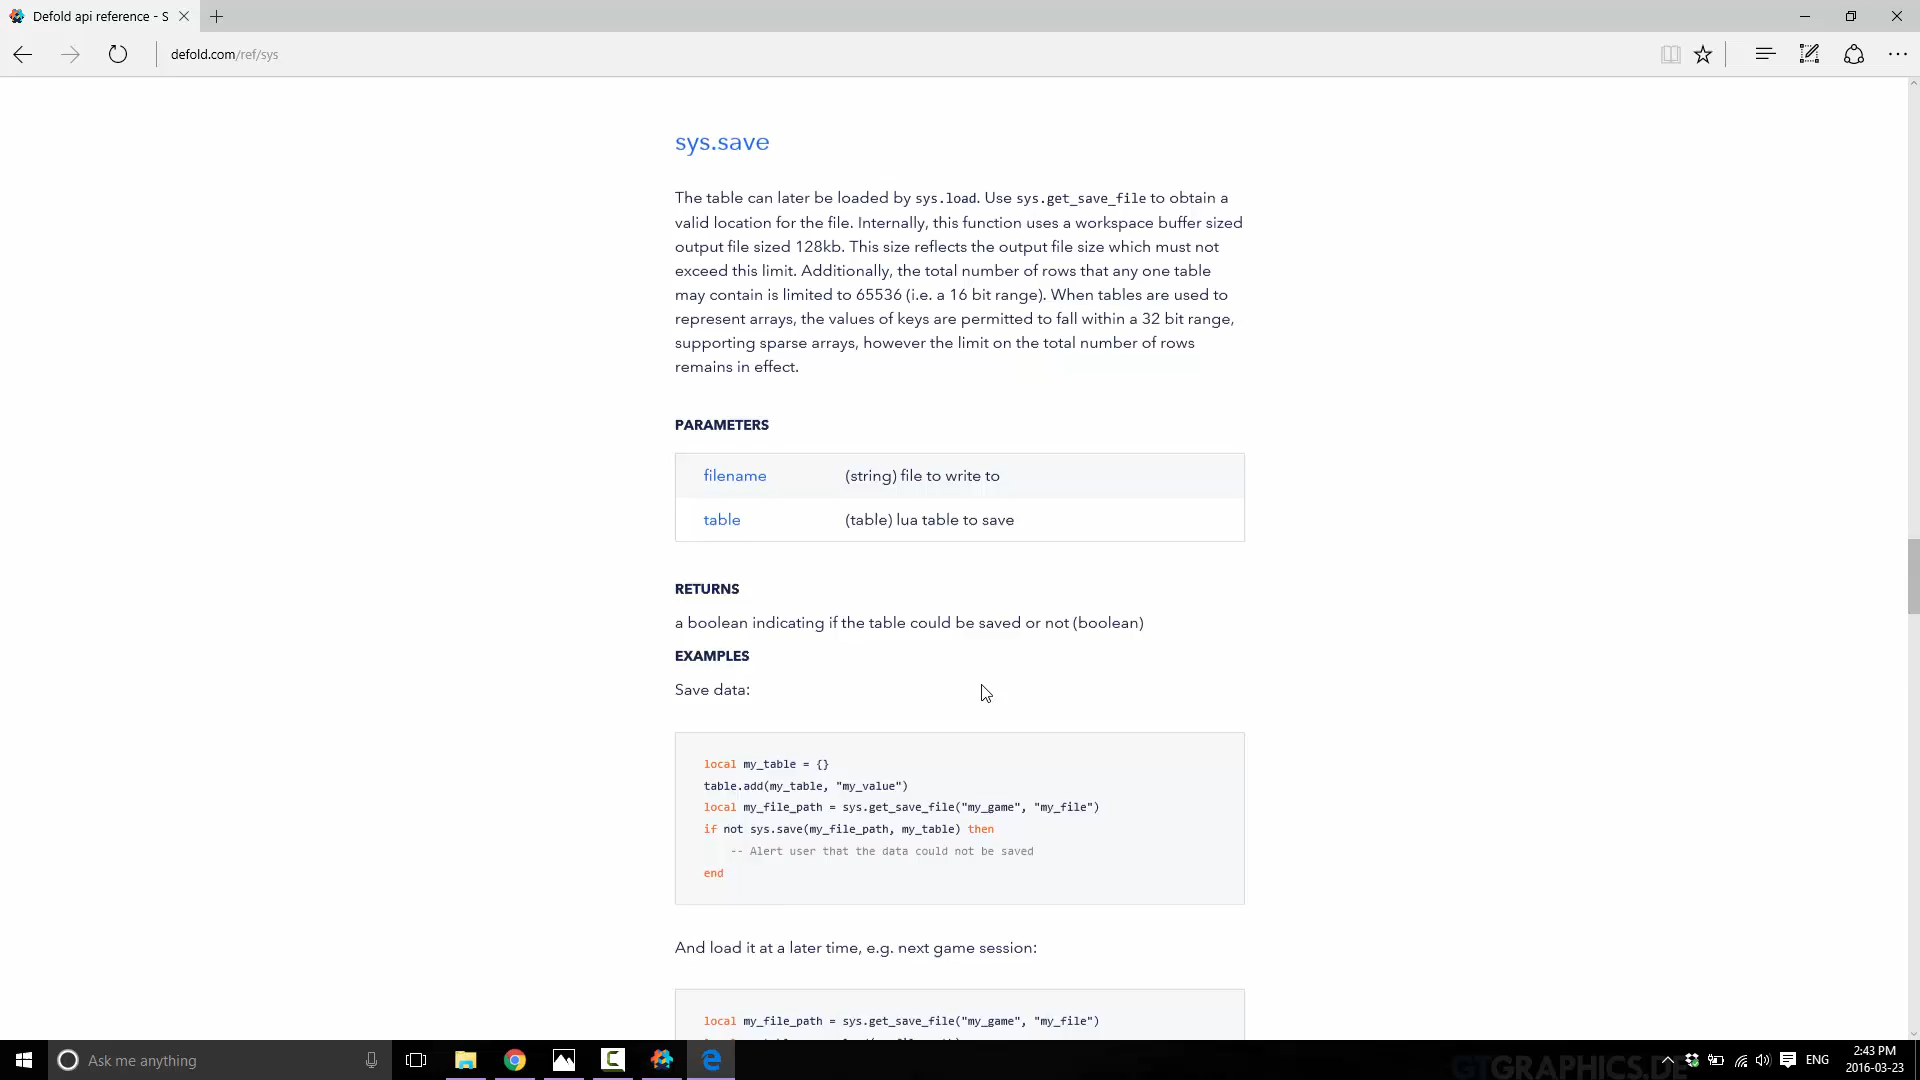 Defold api reference - S
defold.com/ref/sys
sys.save
The table can later be loaded by sys.load. Use sys.get_save_file to obtain a
valid location for the file. Internally, this function uses a workspace buffer sized
output file sized 128kb. This size reflects the output file size which must not
exceed this limit. Additionally, the total number of rows that any one table
may contain is limited to 65536 (i.e. a 16 bit range). When tables are used to
represent arrays, the values of keys are permitted to fall within a 32 bit range,
supporting sparse arrays, however the limit on the total number of rows
remains in effect.
PARAMETERS
filename (string) file to write to
table (table) lua table to save
RETURNS
a boolean indicating if the table could be saved or not (boolean)
EXAMPLES
Save data:
local my_table = {}
table.add(my_table, "my_value")
local my_file_path = sys.get_save_file("my_game", "my_file")
if not sys.save(my_file_path, my_table) then
-- Alert user that the data could not be saved
end
And load it at a later time, e.g. next game session:
local my_file_path = sys.get_save_file("my_game", "my_file")
Ask me anything
GTGRAPHICS.DE
ENG
2:43 PM
2016-03-23